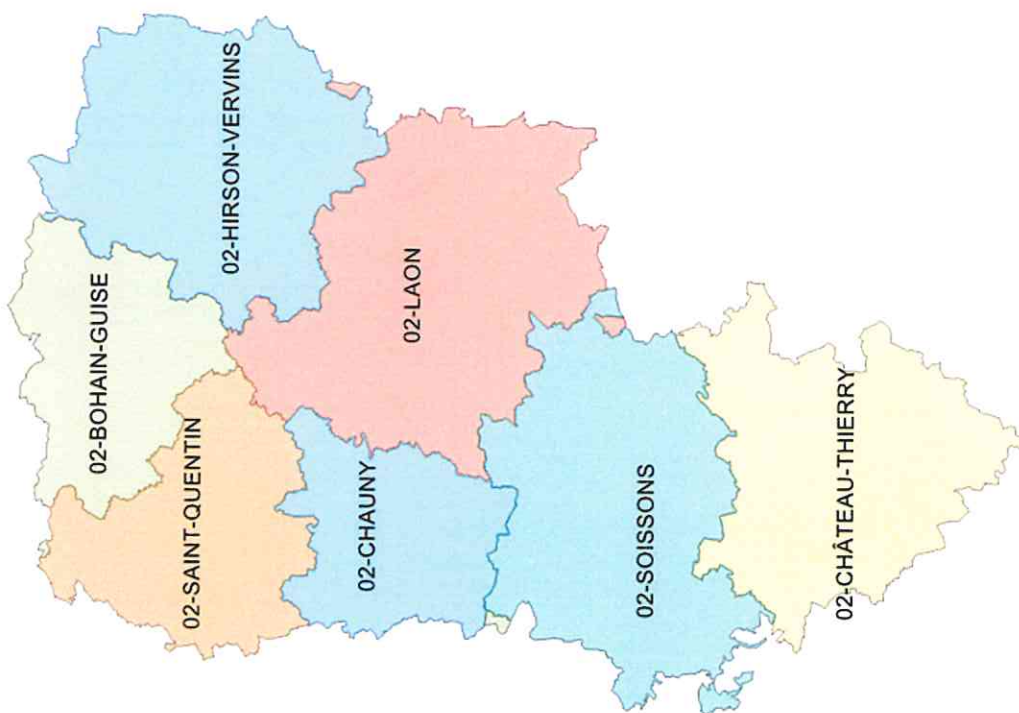 02-HIRSON-VERVINS
02-BOHAIN-GUISE
02-LAON
02-SAINT-QUENTIN
02-CHAUNY
02-SOISSONS
02-CHÂTEAU-THIERRY